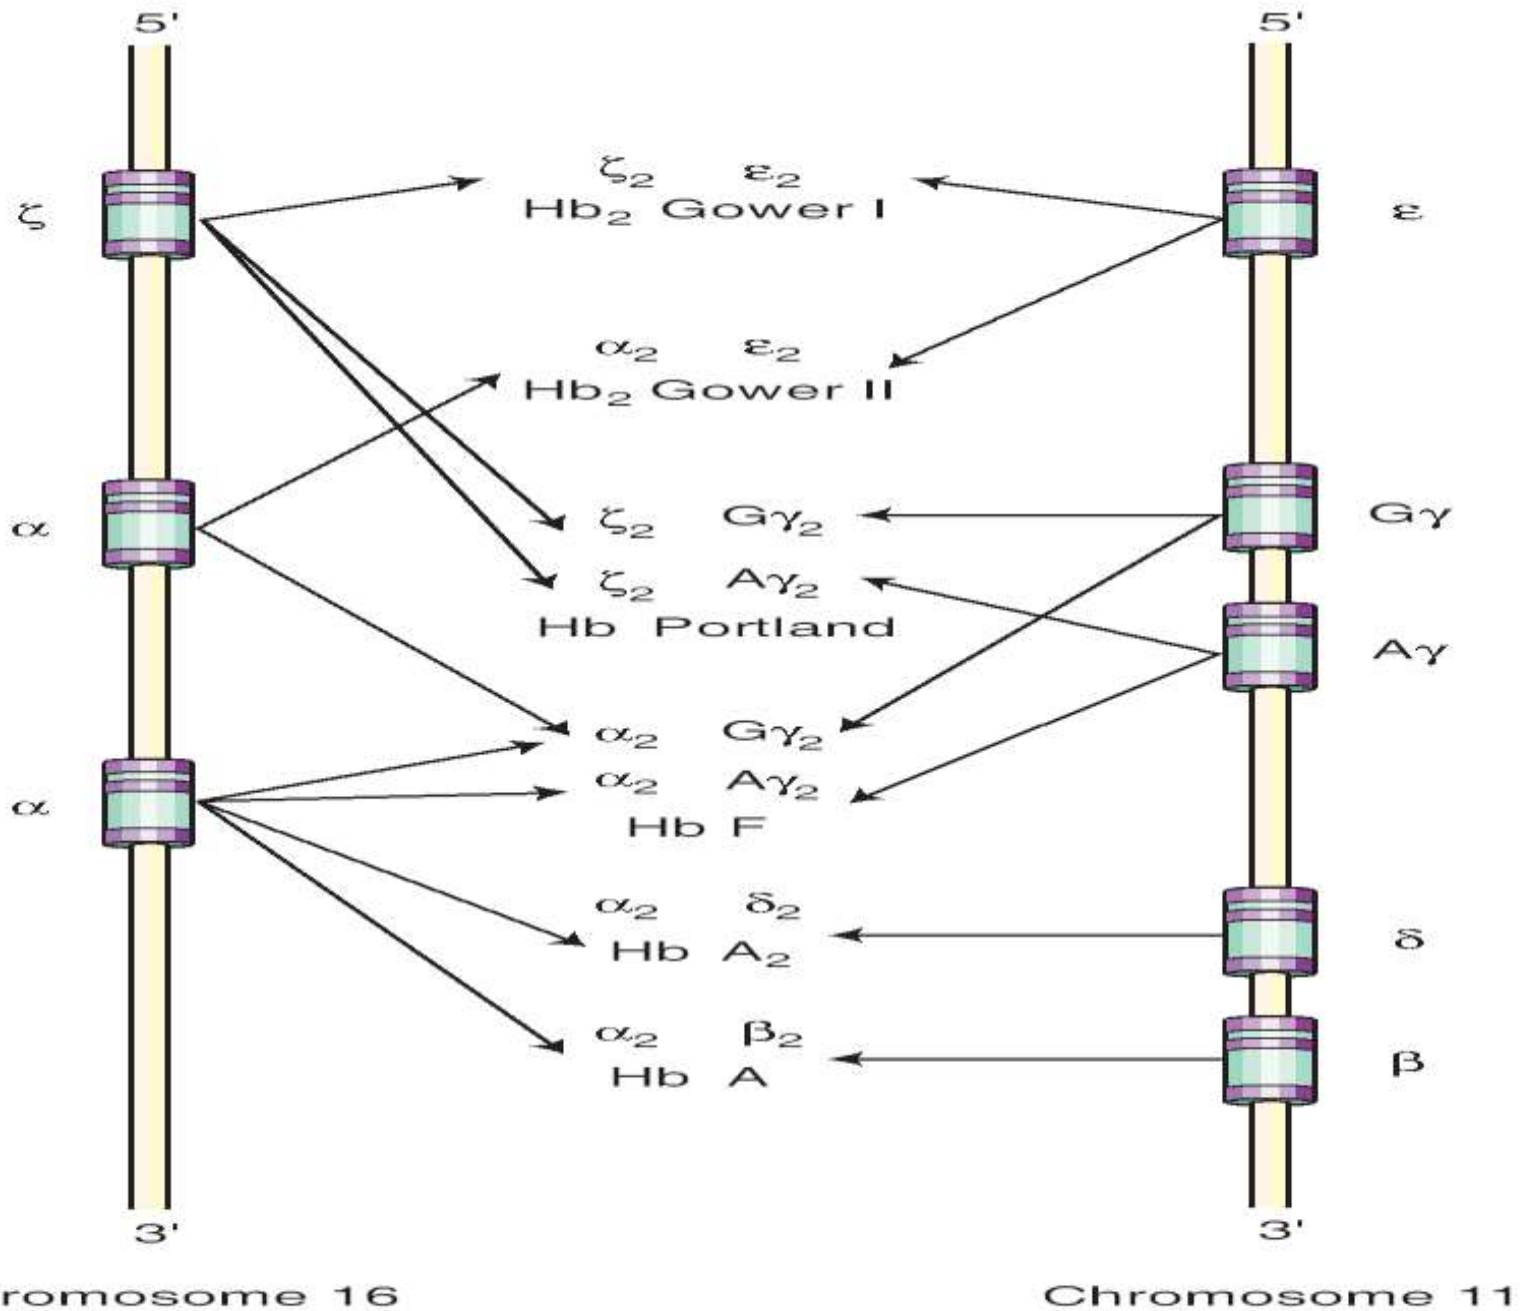 5' 5'
ζ₂ ε₂
ζ Hb₂ Gower I ε
α₂ ε₂
Hb₂ Gower II
α ζ₂ Gγ₂ Gγ
ζ₂ Aγ₂
Hb Portland Aγ
α₂ Gγ₂
α₂ Aγ₂
α Hb F
α₂ δ₂
Hb A₂ δ
α₂ β₂
Hb A β
3' 3'
romosome 16 Chromosome 11